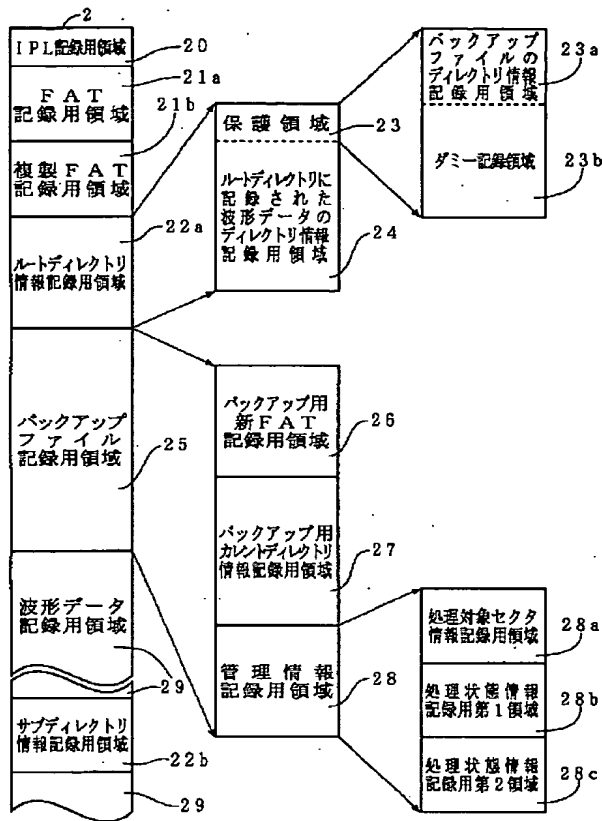 2
IPL記録用領域
20
21a
FAT
記録用領域
21b
複製FAT
記録用領域
22a
ルートディレクトリ
情報記録用領域
バックアップ
ファイル
記録用領域
25
波形データ
記録用領域
29
サブディレクトリ
情報記録用領域
22b
29
保護領域
23
ルートディレクトリに
記録された
波形データの
ディレクトリ情報
記録用領域
24
バックアップ
ファイルの
ディレクトリ情報
記録用領域
23a
ダミー記録領域
23b
バックアップ用
新FAT
記録用領域
26
バックアップ用
カレントディレクトリ
情報記録用領域
27
管理情報
記録用領域
28
処理対象セクタ
情報記録用領域
28a
処理状態情報
記録用第1領域
28b
処理状態情報
記録用第2領域
28c